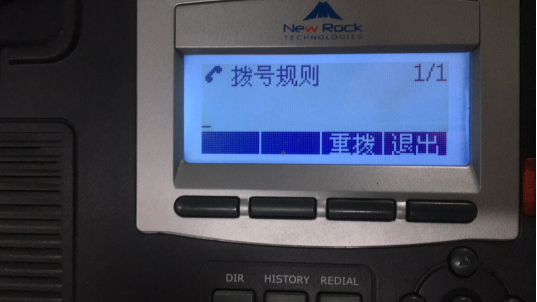 New Rock
TECHNOLOGIES
拨号规则 1/1
重拨 退出
DIR HISTORY REDIAL